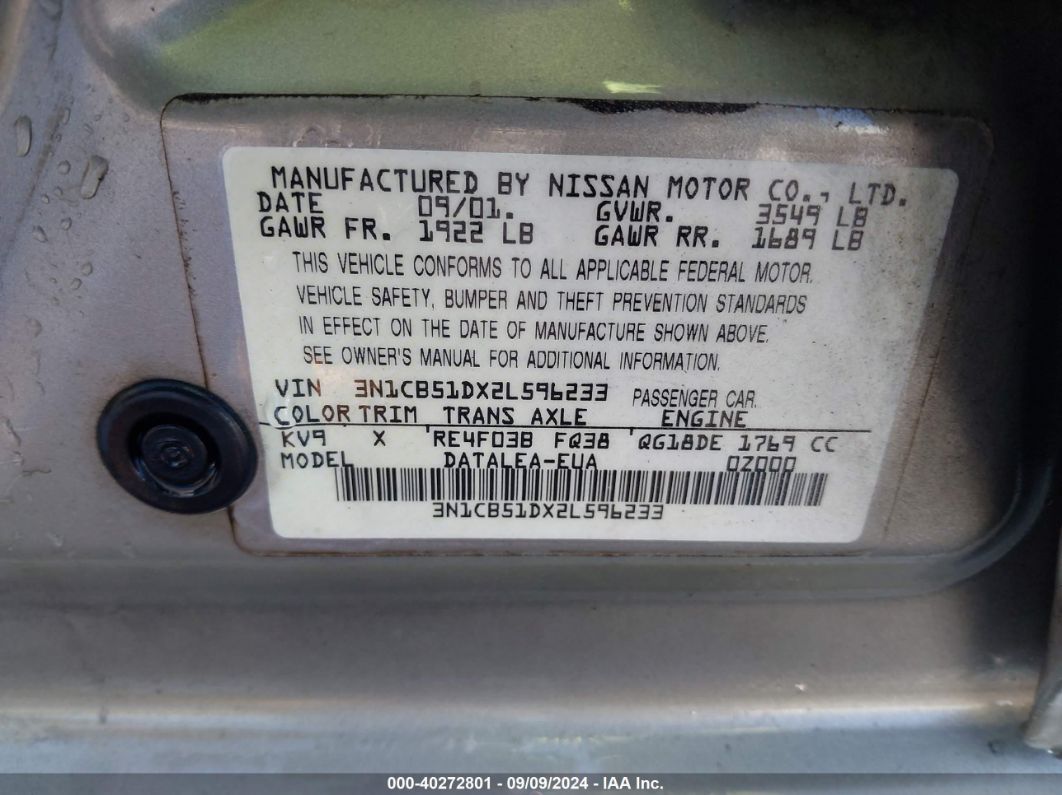 MANUFACTURED BY NISSAN MOTOR CO., LTD.
DATE 09/01. GVWR. 3549 LB
GAWR FR. 1922 LB GAWR RR. 1689 LB
THIS VEHICLE CONFORMS TO ALL APPLICABLE FEDERAL MOTOR
VEHICLE SAFETY, BUMPER AND THEFT PREVENTION STANDARDS
IN EFFECT ON THE DATE OF MANUFACTURE SHOWN ABOVE.
SEE OWNER'S MANUAL FOR ADDITIONAL INFORMATION.
VIN 3N1CB51DX2L596233 PASSENGER CAR.
COLOR TRIM TRANS AXLE ENGINE
KV9 X RE4F03B FQ38 QG18DE 1769 CC
MODEL DATALEA-EUA 0Z000
3N1CB51DX2L596233
000-40272801 - 09/09/2024 - IAA Inc.